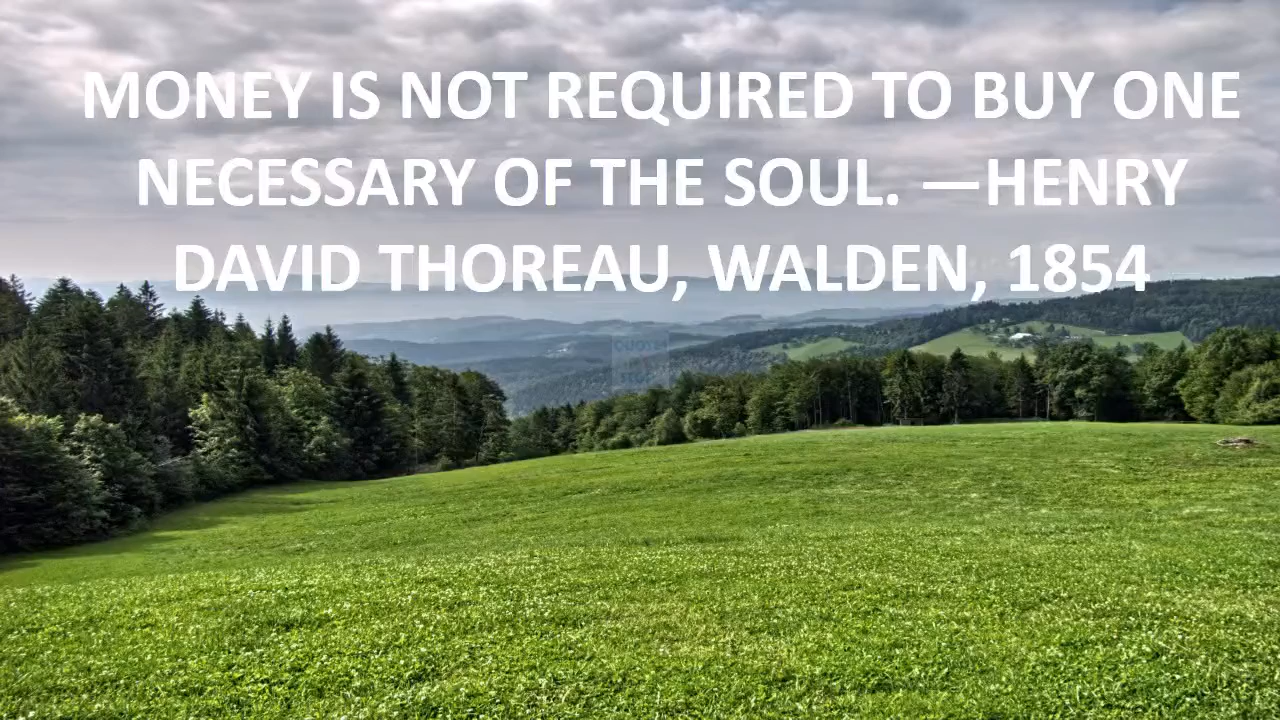 MONEY IS NOT REQUIRED TO BUY ONE
NECESSARY OF THE SOUL. —HENRY
DAVID THOREAU, WALDEN, 1854